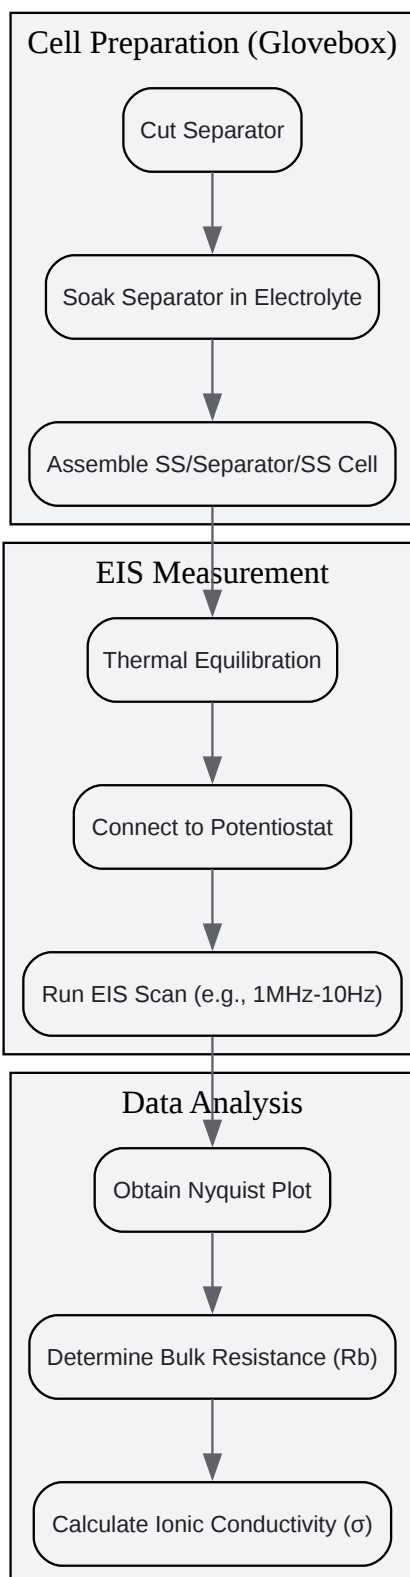 Cell Preparation (Glovebox)
Cut Separator
Soak Separator in Electrolyte
Assemble SS/Separator/SS Cell
EIS Measurement
Thermal Equilibration
Connect to Potentiostat
Run EIS Scan (e.g., 1MHz-10Hz)
Data Analysis
Obtain Nyquist Plot
Determine Bulk Resistance (Rb)
Calculate Ionic Conductivity (σ)